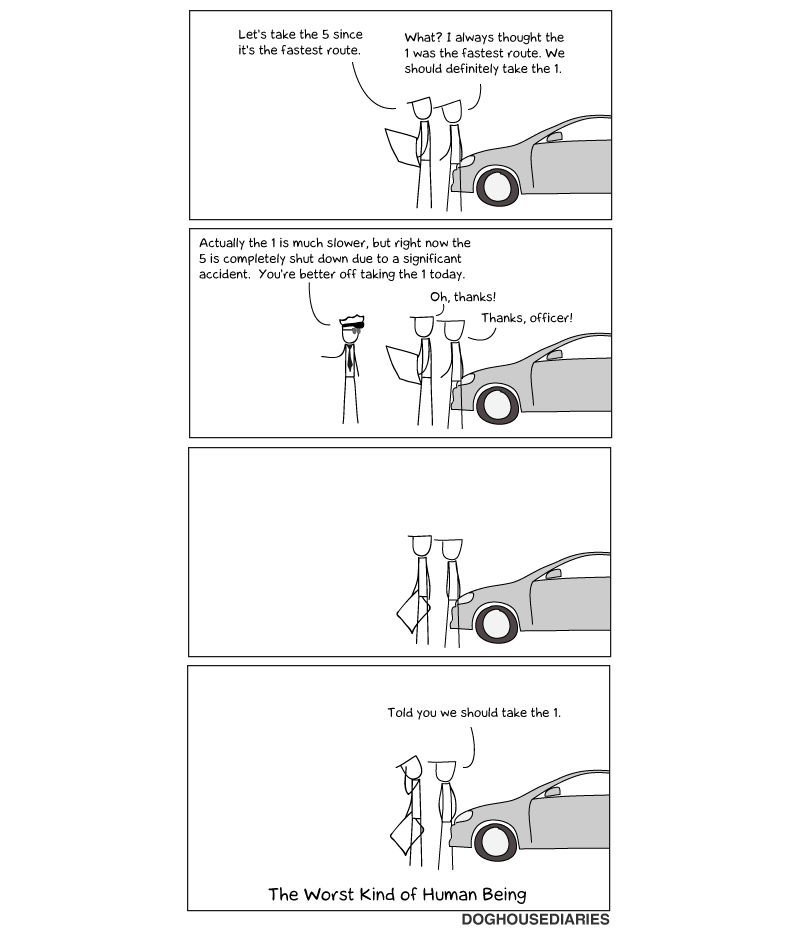 Let's take the 5 since
it's the fastest route.
What? I always thought the
1 was the fastest route. We
should definitely take the 1.
Actually the 1 is much slower, but right now the
5 is completely shut down due to a significant
accident.  You're better off taking the 1 today.
Oh, thanks!
Thanks, officer!
Told you we should take the 1.
The Worst Kind of Human Being
DOGHOUSEDIARIES